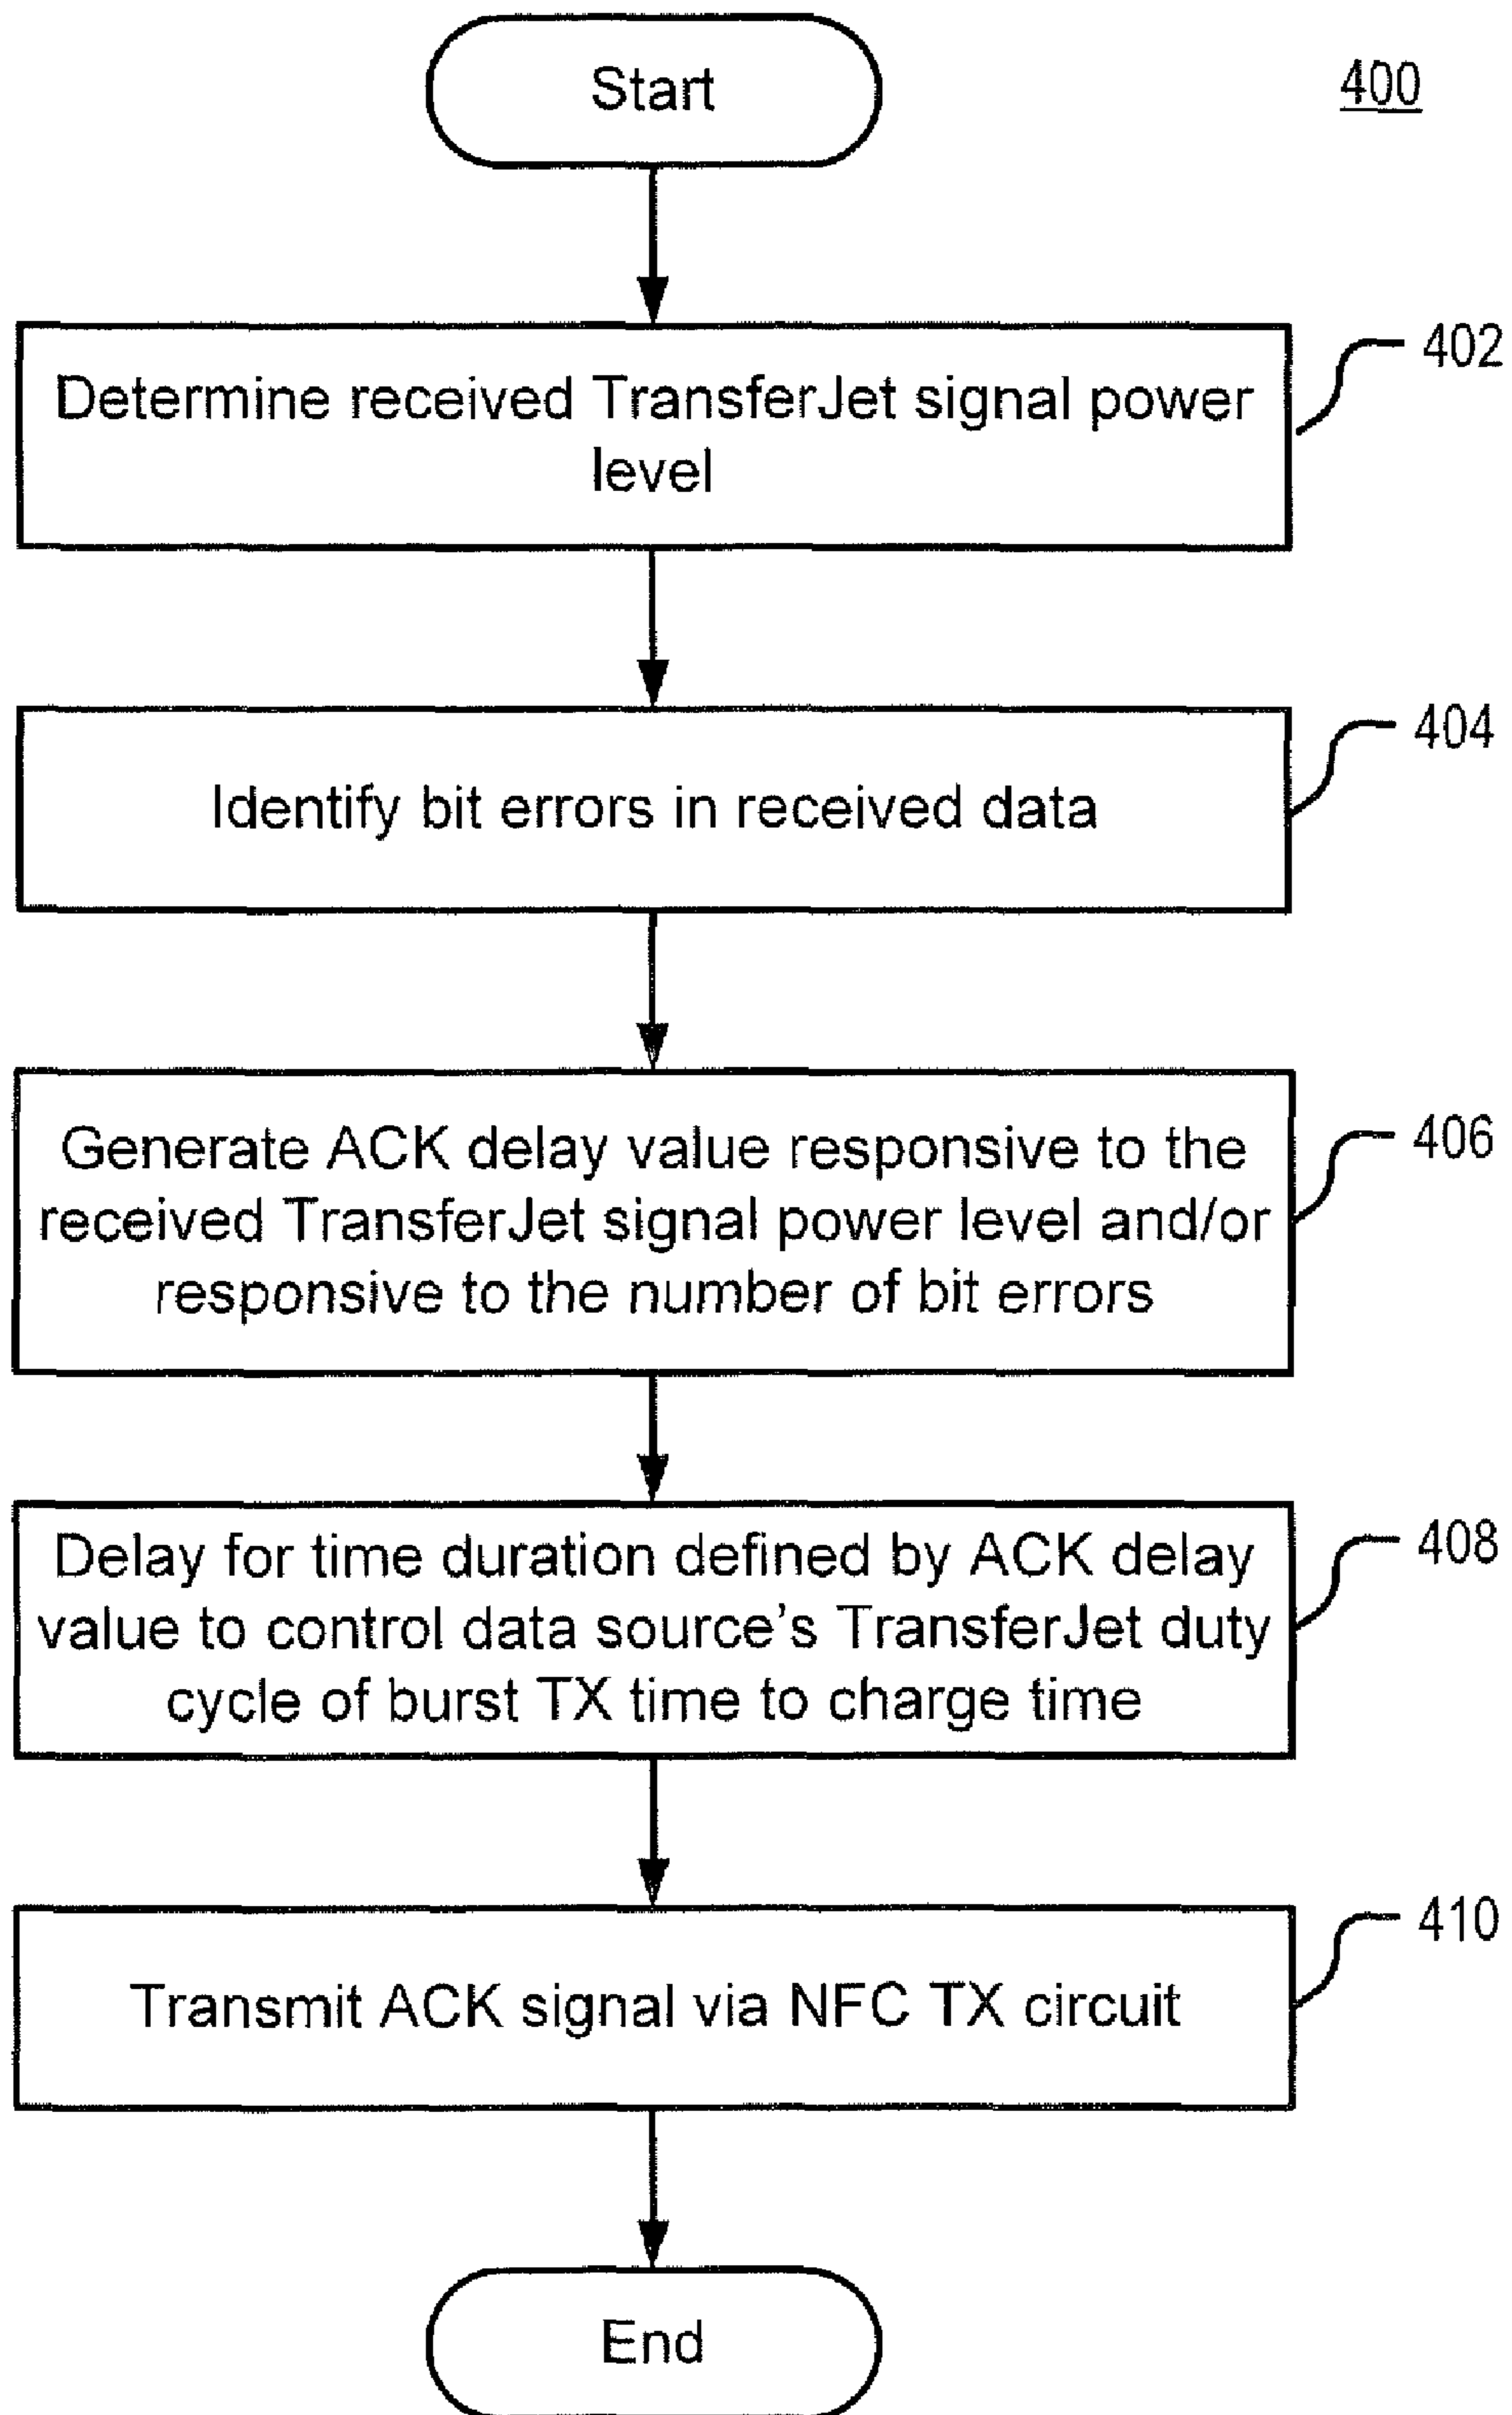 Start
400
Determine received TransferJet signal power
level
402
Identify bit errors in received data
404
Generate ACK delay value responsive to the
received TransferJet signal power level and/or
responsive to the number of bit errors
406
Delay for time duration defined by ACK delay
value to control data source's TransferJet duty
cycle of burst TX time to charge time
408
Transmit ACK signal via NFC TX circuit
410
End